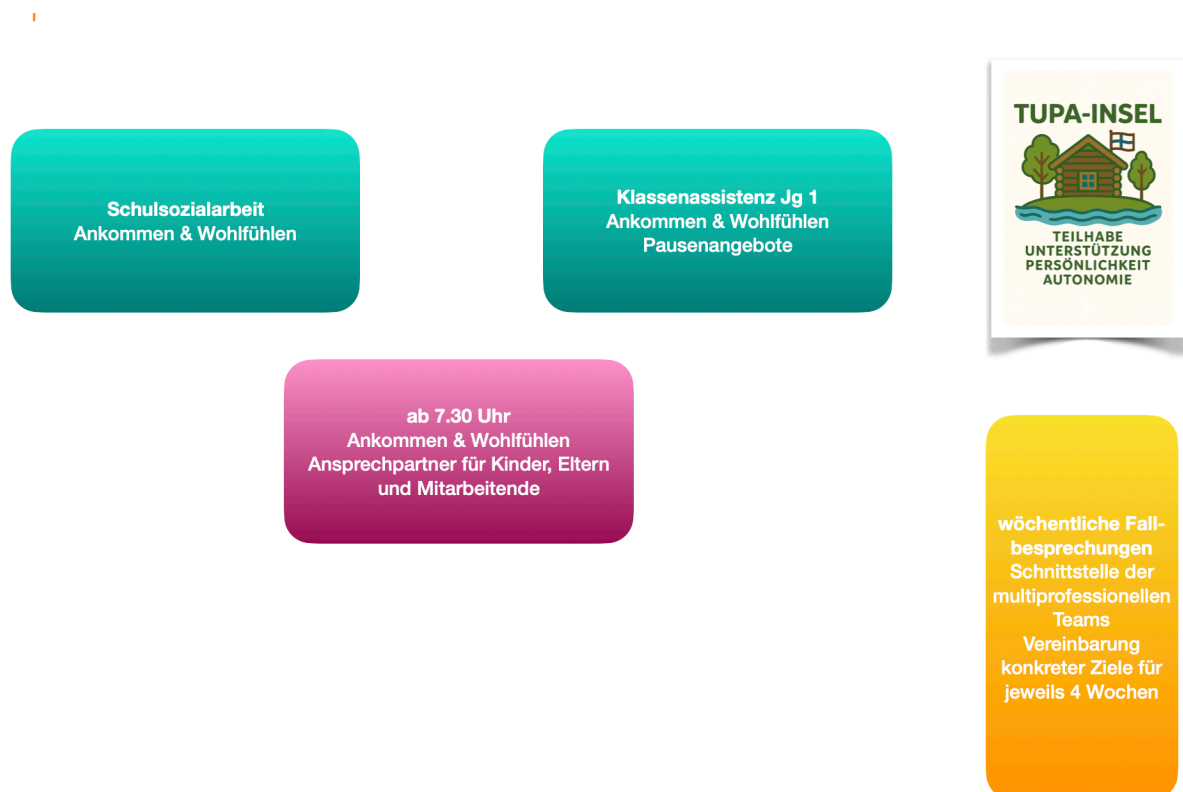 Schulsozialarbeit
Ankommen & Wohlfühlen
Klassenassistenz Jg 1
Ankommen & Wohlfühlen
Pausenangebote
TUPA-INSEL
TEILHABE
UNTERSTÜTZUNG
PERSÖNLICHKEIT
AUTONOMIE
ab 7.30 Uhr
Ankommen & Wohlfühlen
Ansprechpartner für Kinder, Eltern
und Mitarbeitende
wöchentliche Fall-
besprechungen
Schnittstelle der
multiprofessionellen
Teams
Vereinbarung
konkreter Ziele für
jeweils 4 Wochen